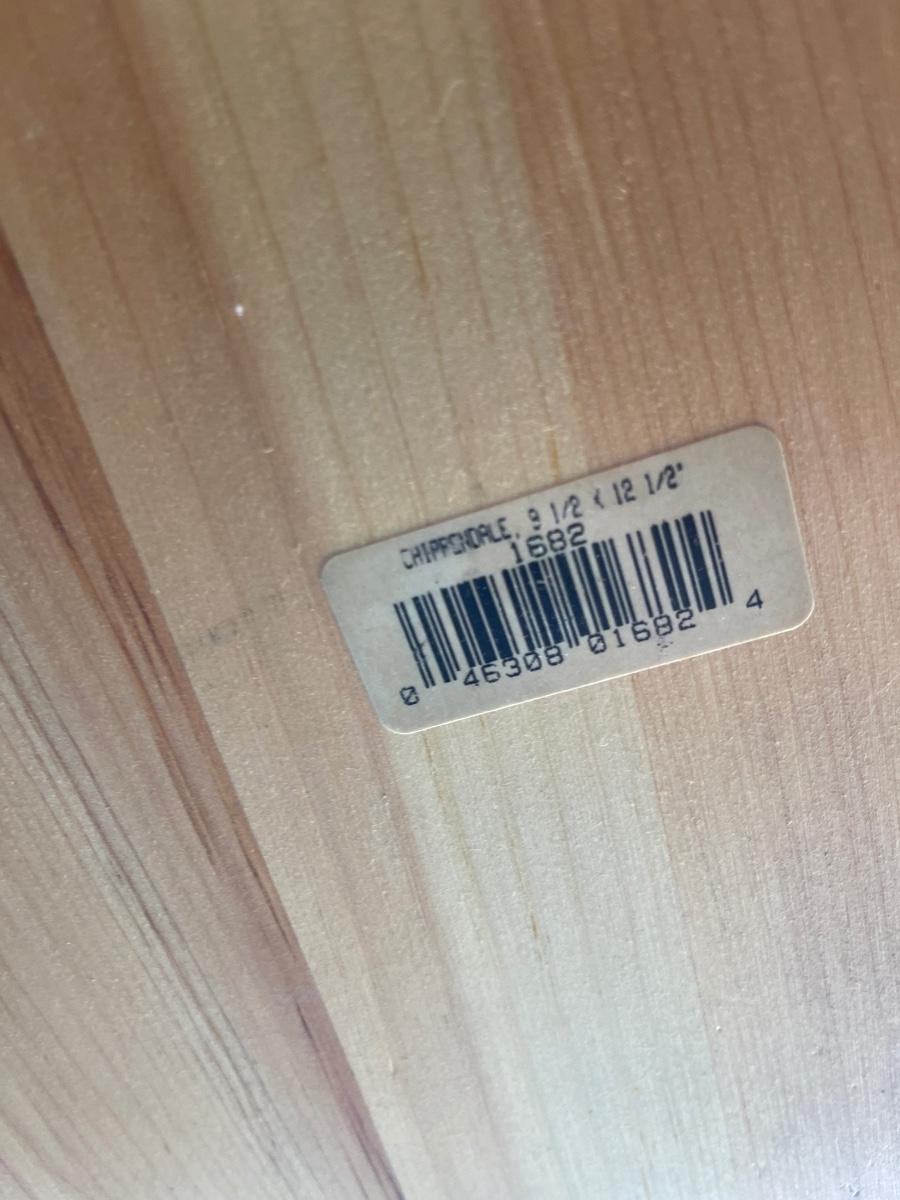 CHIPPENDALE, 9 1/2 X 12 1/2"
1682
0 46308 01682 4